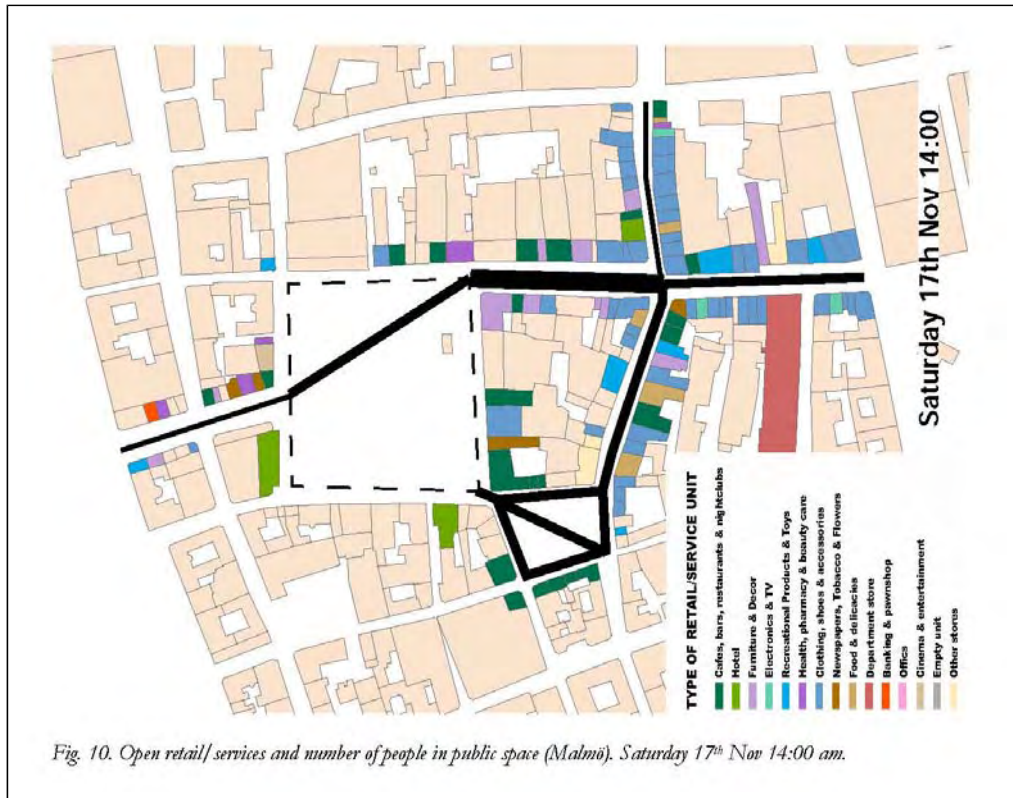 Saturday 17th Nov 14:00
TYPE OF RETAIL/SERVICE UNIT
Cafes, bars, restaurants & nightclubs
Hotel
Furniture & Decor
Electronics & TV
Recreational Products & Toys
Health, pharmacy & beauty care
Clothing, shoes & accessories
Newspapers, Tobacco & Flowers
Food & delicacies
Department store
Banking & pawnshop
Office
Cinema & entertainment
Empty unit
Other stores
Fig. 10. Open retail/services and number of people in public space (Malmö). Saturday 17th Nov 14:00 am.